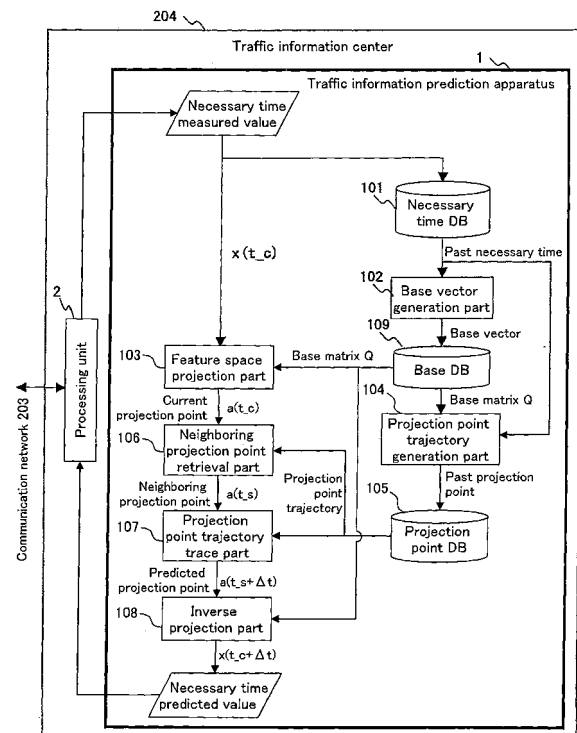 204
Traffic information center
1
Traffic information prediction apparatus
Necessary time
measured value
101
Necessary
time DB
Past necessary time
x(t_c)
102
Base vector
generation part
2
Processing unit
Communication network 203
109
Base vector
Base DB
103
Feature space
projection part
Base matrix Q
Base matrix Q
104
Projection point
trajectory
generation part
Current
projection point
a(t_c)
106
Neighboring
projection point
retrieval part
Past projection
point
Neighboring
projection point
a(t_s)
Projection
point
trajectory
105
Projection
point DB
107
Projection
point trajectory
trace part
Predicted
projection point
a(t_s+Δt)
108
Inverse
projection part
x(t_c+Δt)
Necessary time
predicted value